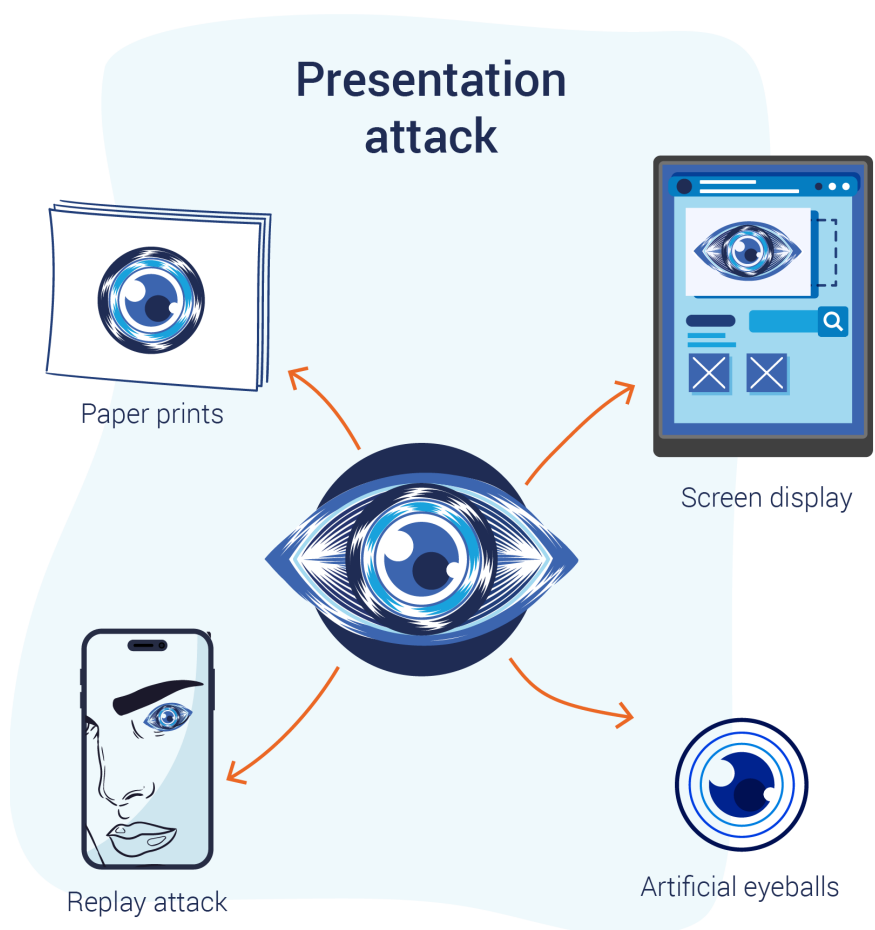 Presentation
attack
Paper prints
Screen display
Replay attack
Artificial eyeballs